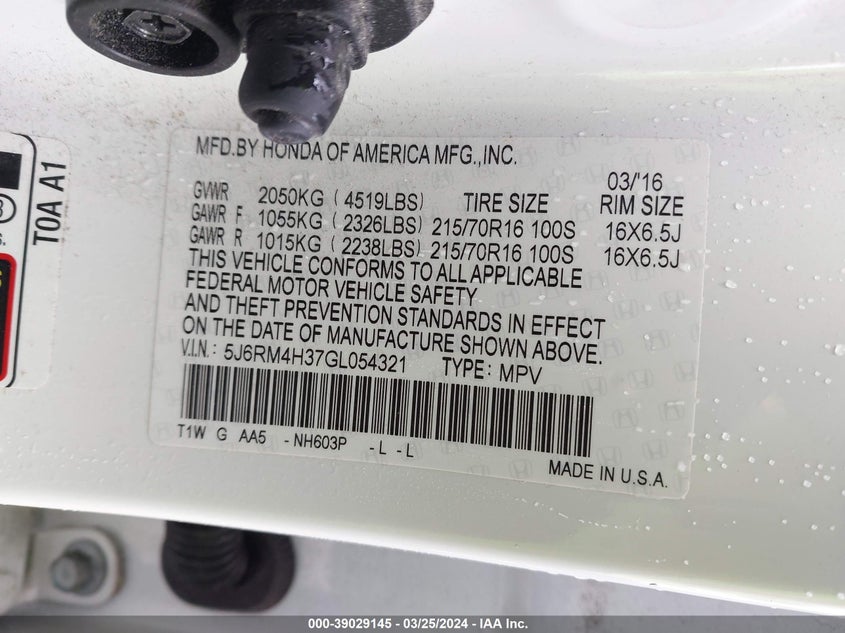 MFD.BY HONDA OF AMERICA MFG.,INC.
03/'16
GVWR 2050KG ( 4519LBS) TIRE SIZE RIM SIZE
GAWR F 1055KG ( 2326LBS) 215/70R16 100S 16X6.5J
GAWR R 1015KG ( 2238LBS) 215/70R16 100S 16X6.5J
THIS VEHICLE CONFORMS TO ALL APPLICABLE
FEDERAL MOTOR VEHICLE SAFETY
AND THEFT PREVENTION STANDARDS IN EFFECT
ON THE DATE OF MANUFACTURE SHOWN ABOVE.
V.I.N.: 5J6RM4H37GL054321 TYPE: MPV
T1W G AA5 -NH603P -L -L
MADE IN U.S.A.
T0A A1
000-39029145 - 03/25/2024 - IAA Inc.